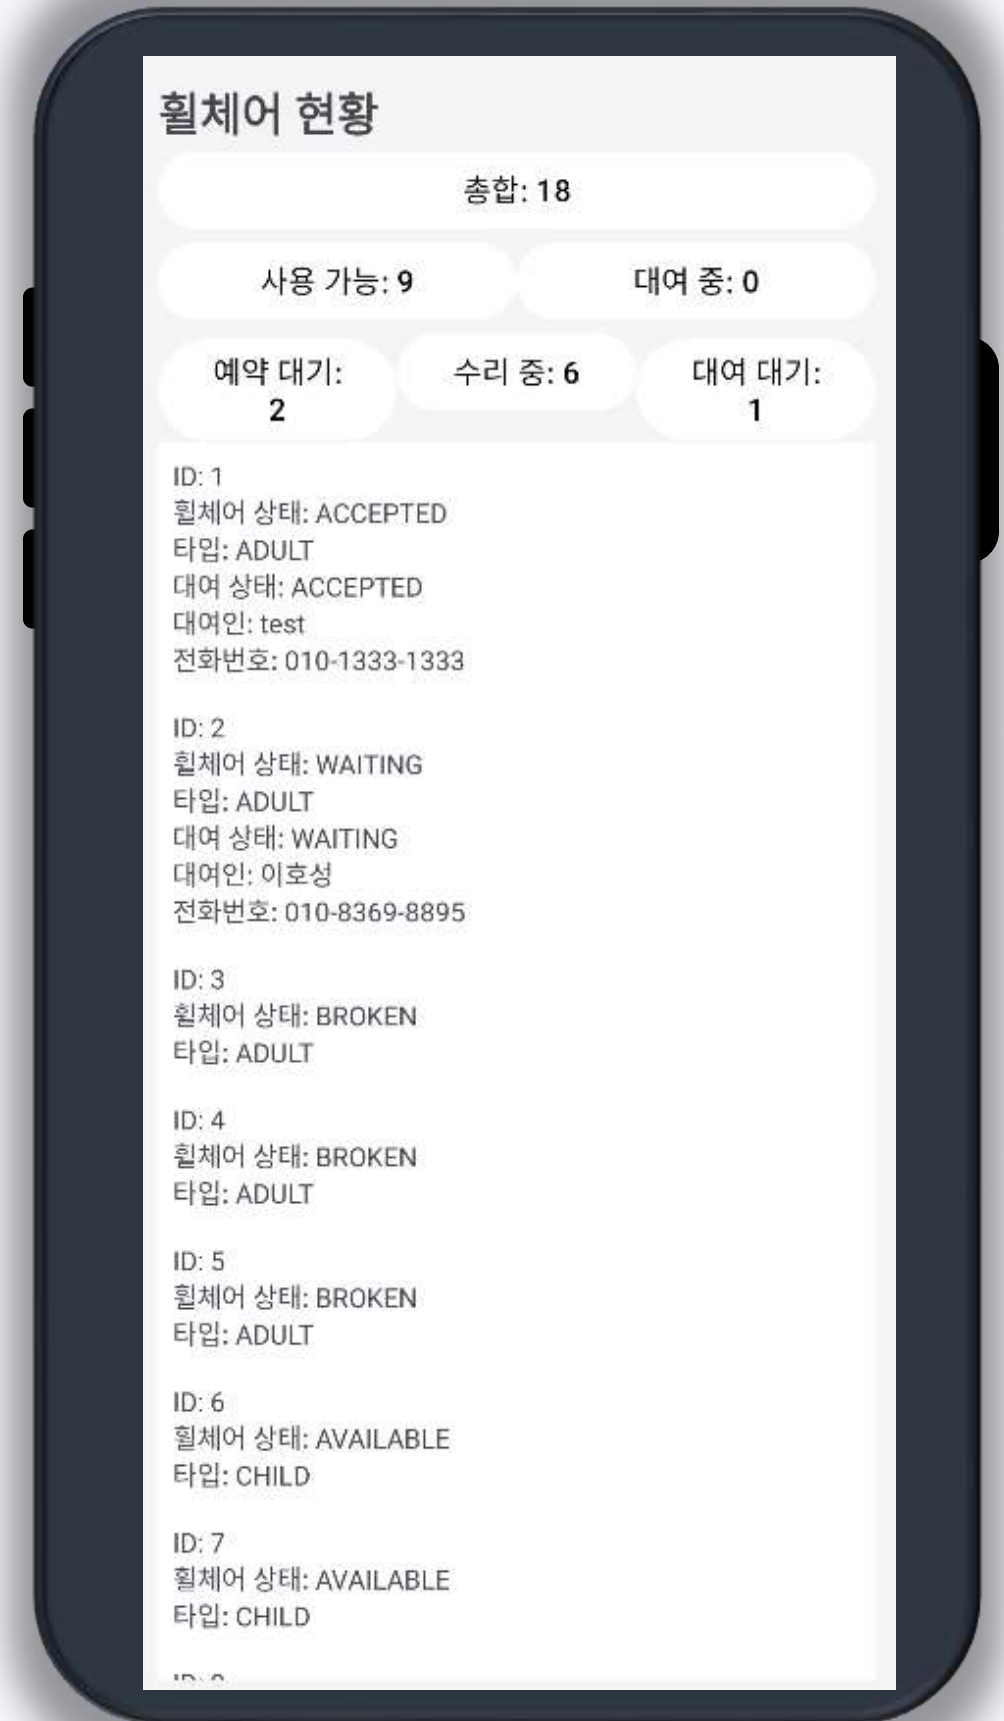 휠체어 현황
총합: 18
사용 가능: 9
대여 중: 0
예약 대기:
2
수리 중: 6
대여 대기:
1
ID: 1
휠체어 상태: ACCEPTED
타입: ADULT
대여 상태: ACCEPTED
대여인: test
전화번호: 010-1333-1333
ID: 2
휠체어 상태: WAITING
타입: ADULT
대여 상태: WAITING
대여인: 이호성
전화번호: 010-8369-8895
ID: 3
휠체어 상태: BROKEN
타입: ADULT
ID: 4
휠체어 상태: BROKEN
타입: ADULT
ID: 5
휠체어 상태: BROKEN
타입: ADULT
ID: 6
휠체어 상태: AVAILABLE
타입: CHILD
ID: 7
휠체어 상태: AVAILABLE
타입: CHILD